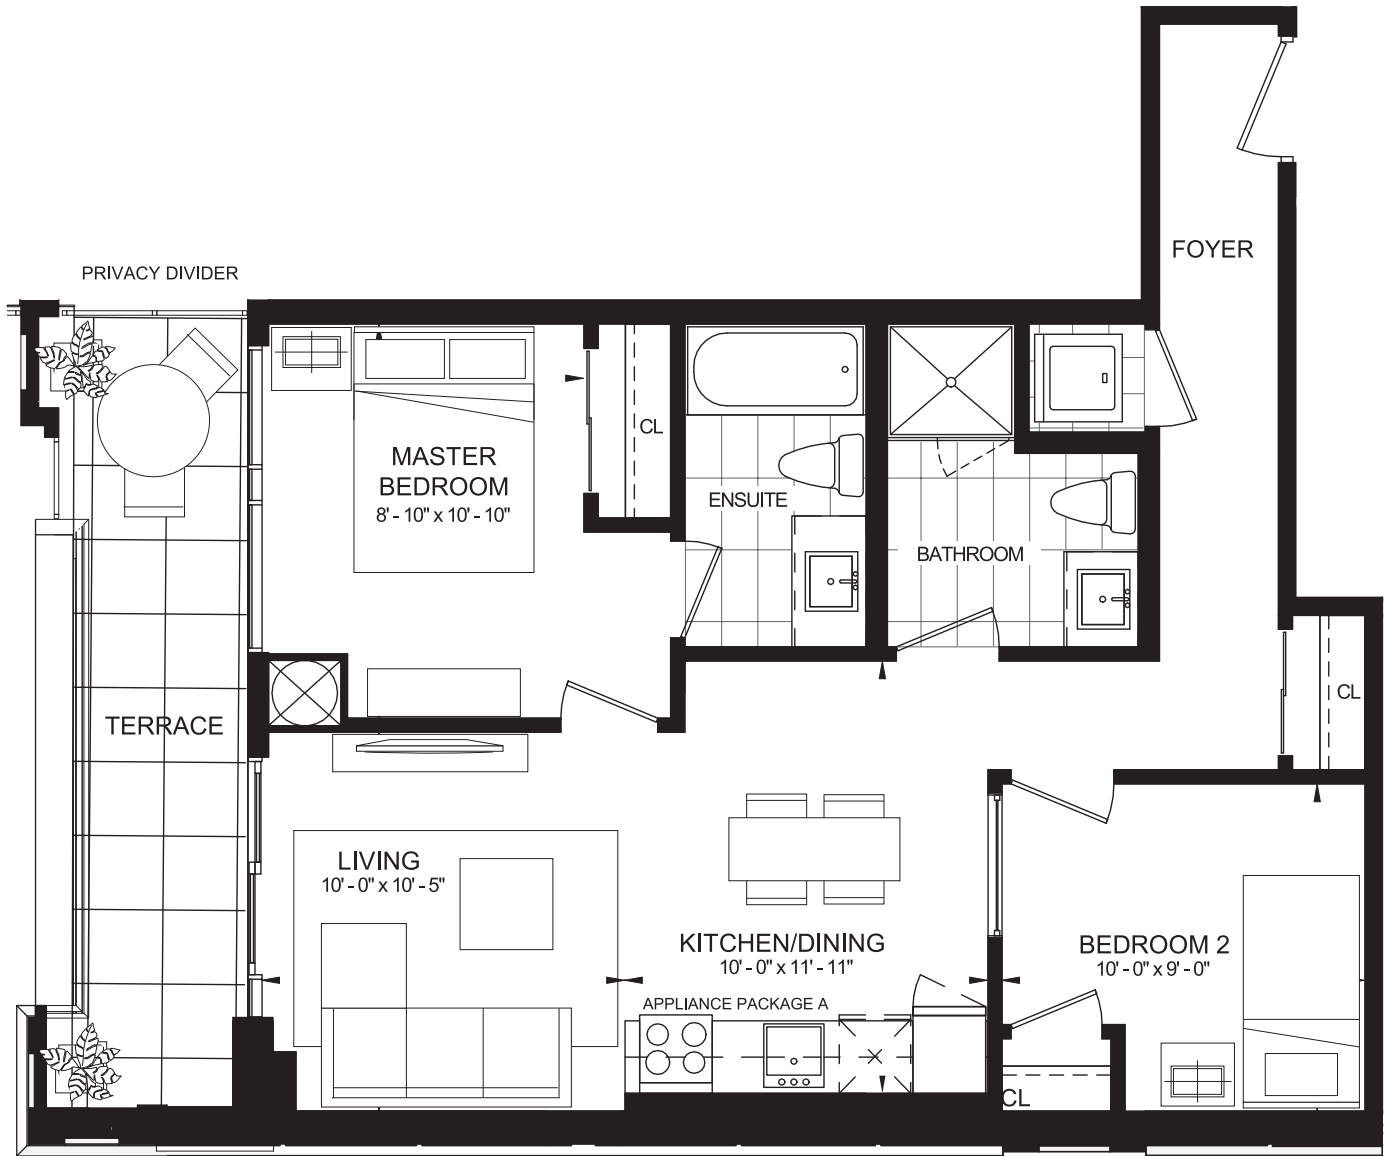 FOYER
PRIVACY DIVIDER
CL
MASTER
BEDROOM
8' - 10" x 10' - 10"
ENSUITE
BATHROOM
CL
TERRACE
LIVING
10' - 0" x 10' - 5"
KITCHEN/DINING
10' - 0" x 11' - 11"
BEDROOM 2
10' - 0" x 9' - 0"
APPLIANCE PACKAGE A
CL